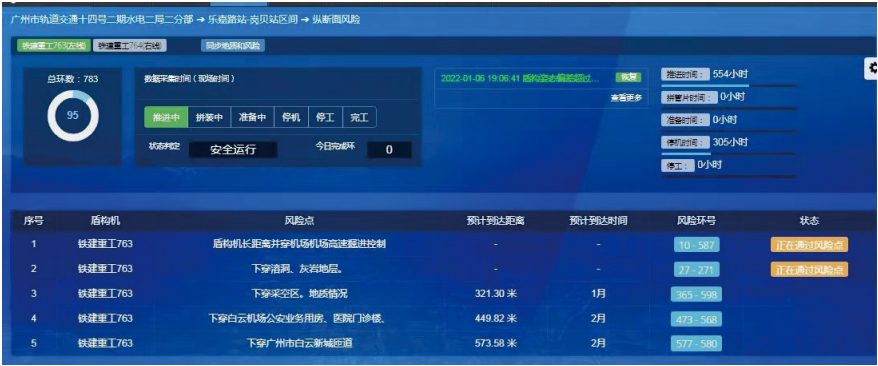 广州市轨道交通十四号二期水电二局二分部 → 乐嘉路站-岗贝站区间 → 纵断面风险
铁建重工763(左线) 铁建重工764(右线) 同步地质和风险
总环数：783
95
数据采集时间（现场时间）
推进中 拼装中 准备中 停机 停工 完工
状态判定 安全运行 今日完成环 0
2022-01-06 19:06:41 盾构姿态偏差超过... 恢复
查看更多
推进时间： 554小时
拼管片时间： 0小时
准备时间： 0小时
停机时间： 305小时
停工： 0小时
序号 盾构机 风险点 预计到达距离 预计到达时间 风险环号 状态
1 铁建重工763 盾构机长距离并穿机场机场高速掘进控制 - - 10 - 587 正在通过风险点
2 铁建重工763 下穿溶洞、灰岩地层。 - - 27 - 271 正在通过风险点
3 铁建重工763 下穿采空区。地质情况 321.30 米 1月 365 - 598
4 铁建重工763 下穿白云机场公安业务用房、医院门诊楼。 449.82 米 2月 473 - 568
5 铁建重工763 下穿广州市白云新城匝道 573.58 米 2月 577 - 580